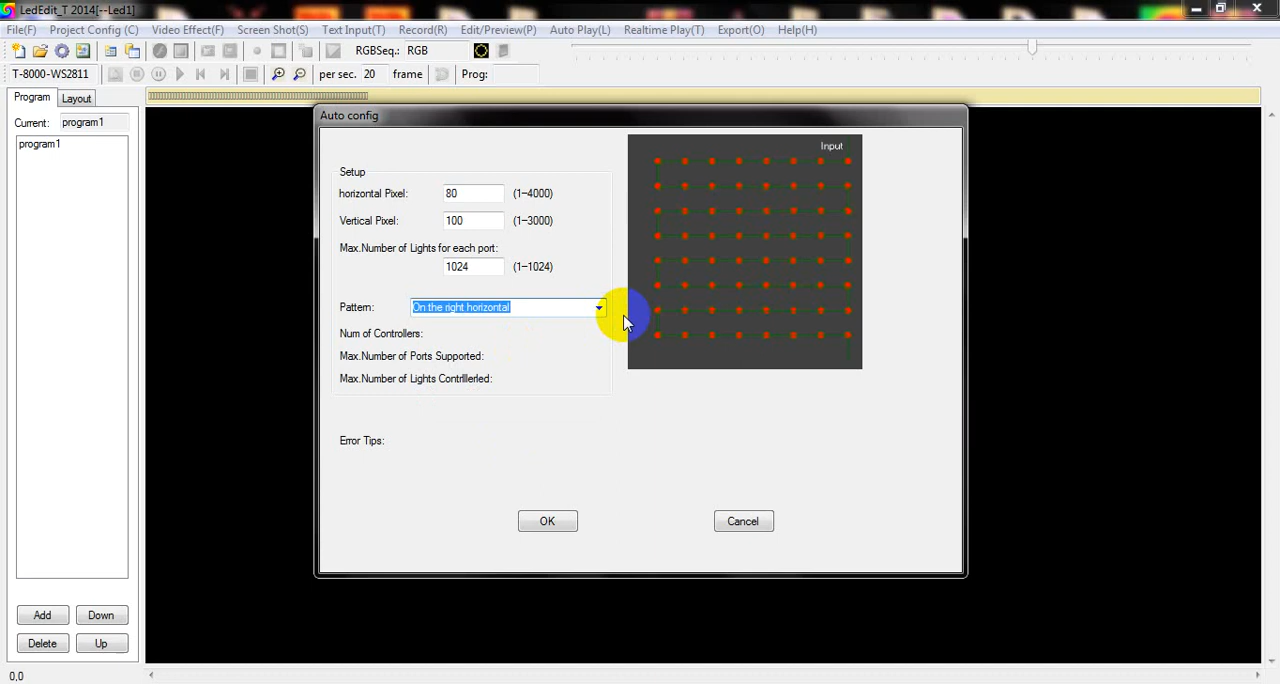 LedEdit_T 2014[--Led1]
File(F) Project Config (C) Video Effect(F) Screen Shot(S) Text Input(T) Record(R) Edit/Preview(P) Auto Play(L) Realtime Play(T) Export(O) Help(H)
RGBSeq.: RGB
T-8000-WS2811 per sec. 20 frame Prog:
Program Layout
Current: program1
program1
Auto config
Input
Setup
horizontal Pixel: 80 (1-4000)
Vertical Pixel: 100 (1-3000)
Max.Number of Lights for each port:
1024 (1-1024)
Pattern: On the right horizontal
Num of Controllers:
Max.Number of Ports Supported:
Max.Number of Lights Contrllerled:
Error Tips:
OK Cancel
Add Down
Delete Up
0,0